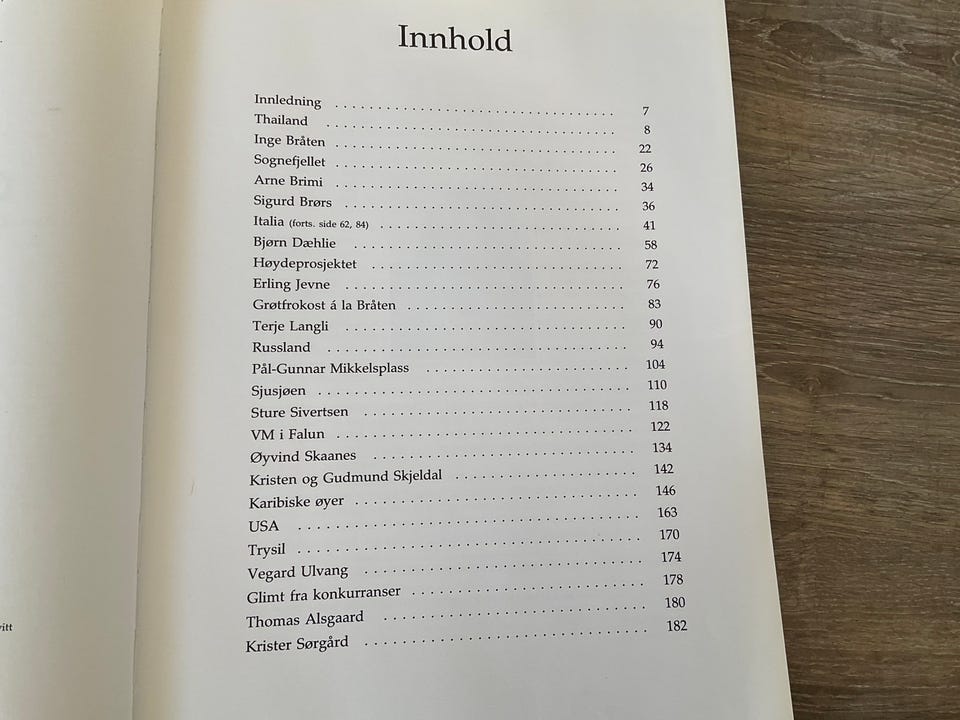 Innhold
Innledning . . . . . . . . . . . . . . . . . . . . . . . . . . . . . . . . . . 7
Thailand . . . . . . . . . . . . . . . . . . . . . . . . . . . . . . . . . . 8
Inge Bråten . . . . . . . . . . . . . . . . . . . . . . . . . . . . . . . . . . 22
Sognefjellet . . . . . . . . . . . . . . . . . . . . . . . . . . . . . . . . . . 26
Arne Brimi . . . . . . . . . . . . . . . . . . . . . . . . . . . . . . . . . . 34
Sigurd Brørs . . . . . . . . . . . . . . . . . . . . . . . . . . . . . . . . . 36
Italia (forts. side 62, 84) . . . . . . . . . . . . . . . . . . . . . . . . . . . . . 41
Bjørn Dæhlie . . . . . . . . . . . . . . . . . . . . . . . . . . . . . . . . 58
Høydeprosjektet . . . . . . . . . . . . . . . . . . . . . . . . . . . . . . 72
Erling Jevne . . . . . . . . . . . . . . . . . . . . . . . . . . . . . . . . . 76
Grøtfrokost á la Bråten . . . . . . . . . . . . . . . . . . . . . . . . . . 83
Terje Langli . . . . . . . . . . . . . . . . . . . . . . . . . . . . . . . . . 90
Russland . . . . . . . . . . . . . . . . . . . . . . . . . . . . . . . . . . . 94
Pål-Gunnar Mikkelsplass . . . . . . . . . . . . . . . . . . . . . . . . 104
Sjusjøen . . . . . . . . . . . . . . . . . . . . . . . . . . . . . . . . . . . . 110
Sture Sivertsen . . . . . . . . . . . . . . . . . . . . . . . . . . . . . . . 118
VM i Falun . . . . . . . . . . . . . . . . . . . . . . . . . . . . . . . . . . 122
Øyvind Skaanes . . . . . . . . . . . . . . . . . . . . . . . . . . . . . . 134
Kristen og Gudmund Skjeldal . . . . . . . . . . . . . . . . . . . . . 142
Karibiske øyer . . . . . . . . . . . . . . . . . . . . . . . . . . . . . . . . 146
USA . . . . . . . . . . . . . . . . . . . . . . . . . . . . . . . . . . . . . . 163
Trysil . . . . . . . . . . . . . . . . . . . . . . . . . . . . . . . . . . . . . . 170
Vegard Ulvang . . . . . . . . . . . . . . . . . . . . . . . . . . . . . . . 174
Glimt fra konkurranser . . . . . . . . . . . . . . . . . . . . . . . . . . 178
Thomas Alsgaard . . . . . . . . . . . . . . . . . . . . . . . . . . . . . 180
Krister Sørgård . . . . . . . . . . . . . . . . . . . . . . . . . . . . . . . 182